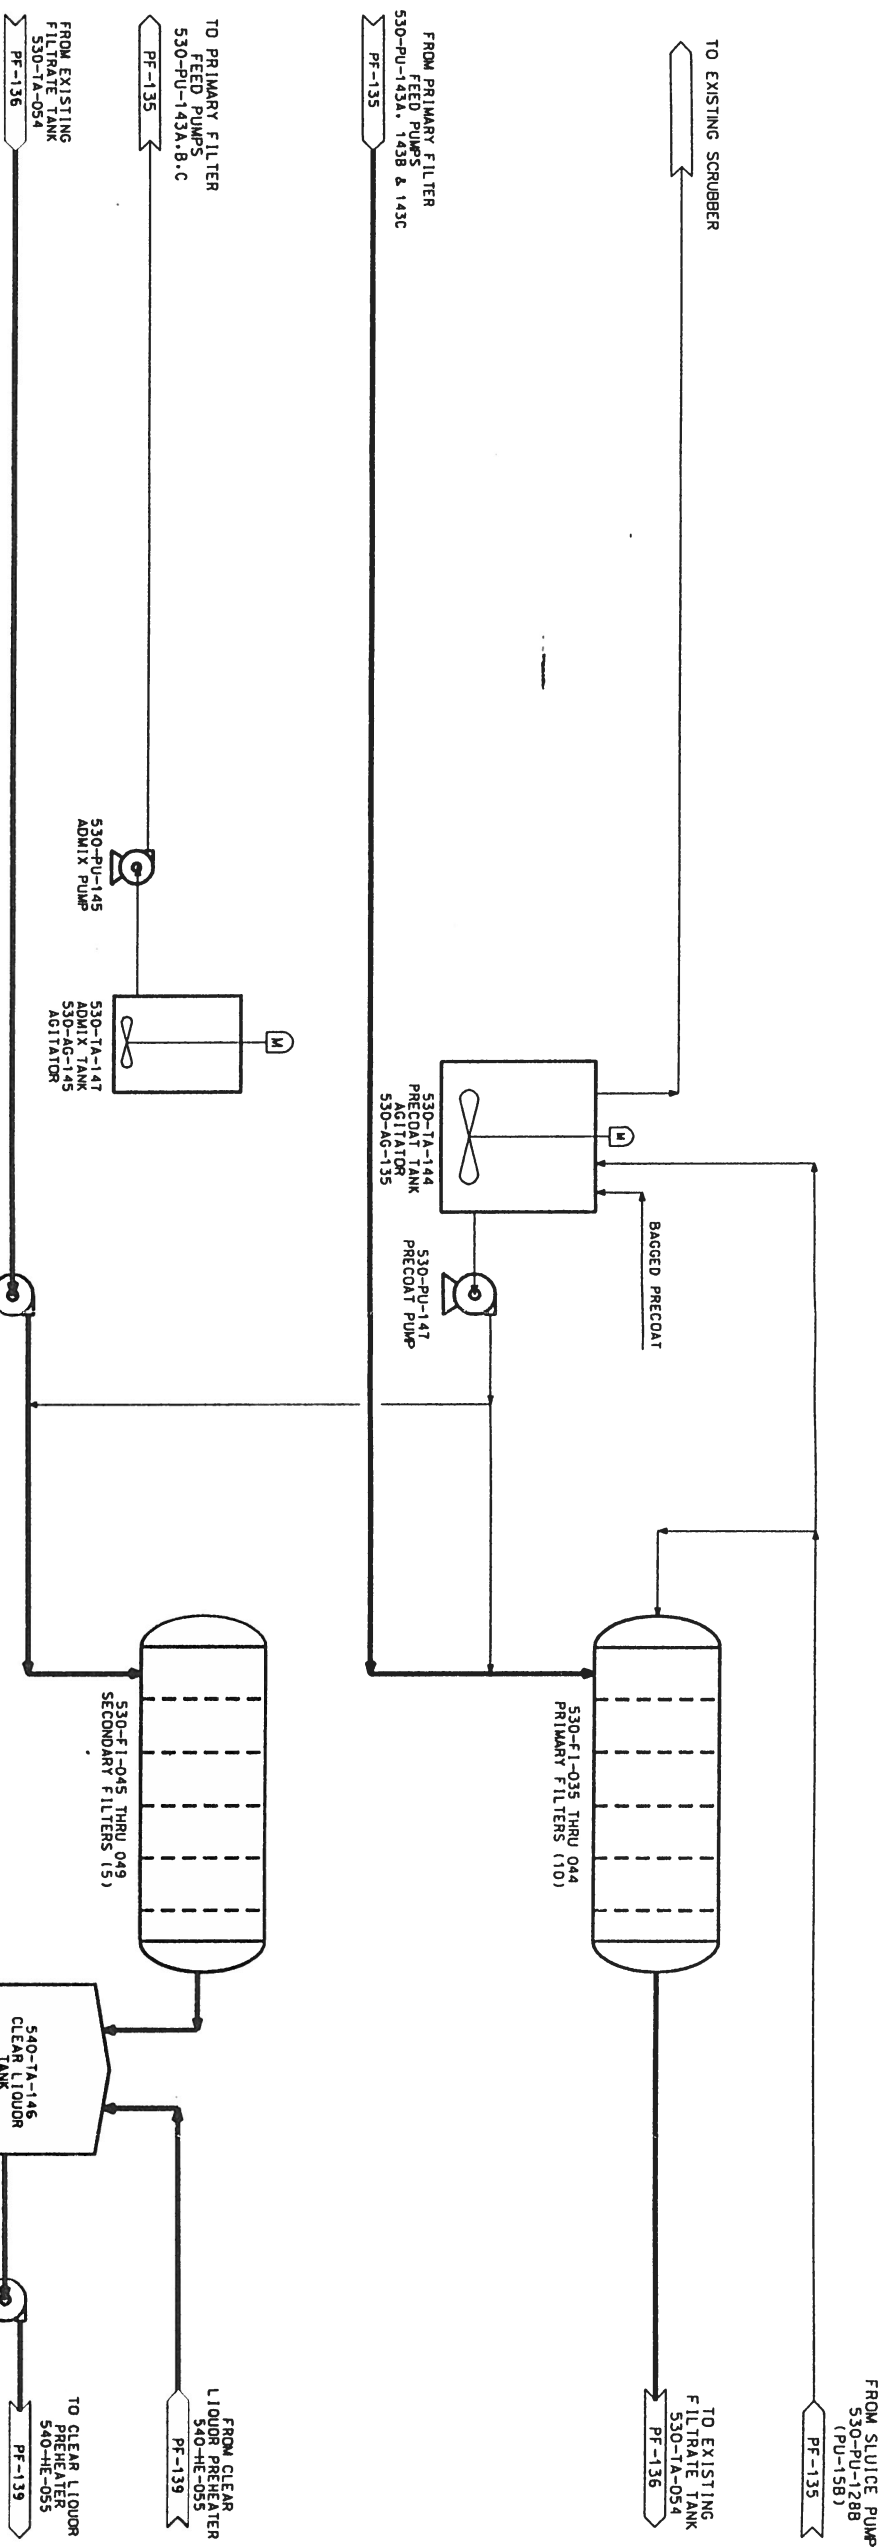 FROM SLUICE PUMP
530-PU-128B
(PU-15B)
PF-135
TO EXISTING SCRUBBER
BAGGED PRECOAT
M
TO EXISTING
FILTRATE TANK
530-TA-054
PF-136
530-FI-035 THRU 044
PRIMARY FILTERS (10)
530-TA-144
PRECOAT TANK
AGITATOR
530-AG-135
530-PU-147
PRECOAT PUMP
FROM PRIMARY FILTER
FEED PUMPS
530-PU-143A, 143B & 143C
PF-135
M
TO PRIMARY FILTER
FEED PUMPS
530-PU-143A.B.C
PF-135
530-PU-145
ADMIX PUMP
530-TA-147
ADMIX TANK
530-AG-145
AGITATOR
530-FI-045 THRU 049
SECONDARY FILTERS (5)
FROM CLEAR
LIQUOR PREHEATER
540-HE-055
PF-139
FROM EXISTING
FILTRATE TANK
530-TA-054
PF-136
540-TA-146
CLEAR LIQUOR
TANK
TO CLEAR LIQUOR
PREHEATER
540-HE-055
PF-139